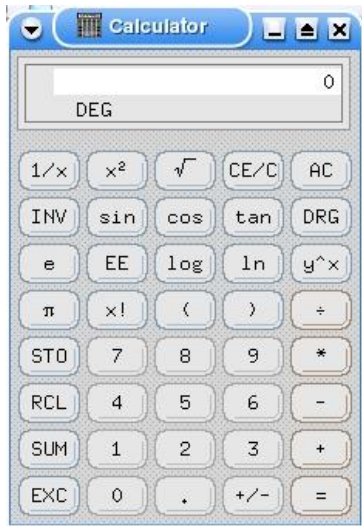 Calculator
0
DEG
1/x x² √ CE/C AC
INV sin cos tan DRG
e EE log ln y^x
π x! ( ) ÷
STO 7 8 9 *
RCL 4 5 6 -
SUM 1 2 3 +
EXC 0 . +/- =